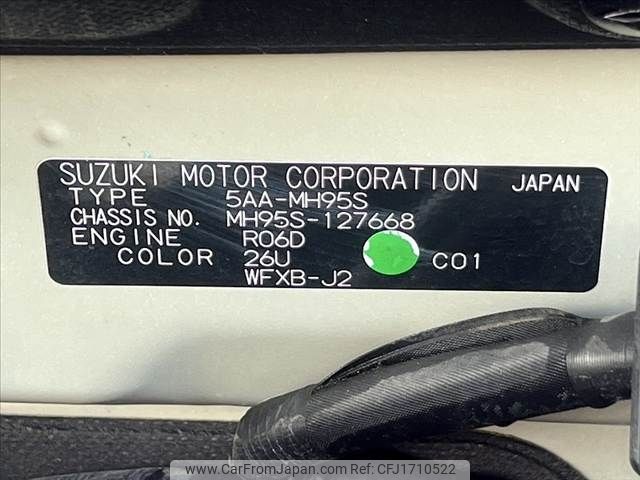 SUZUKI MOTOR CORPORATION JAPAN
TYPE 5AA-MH95S
CHASSIS NO. MH95S-127668
ENGINE R06D
COLOR 26U C01
WFXB-J2
www.CarFromJapan.com © CarFromJapan CFJ1710522